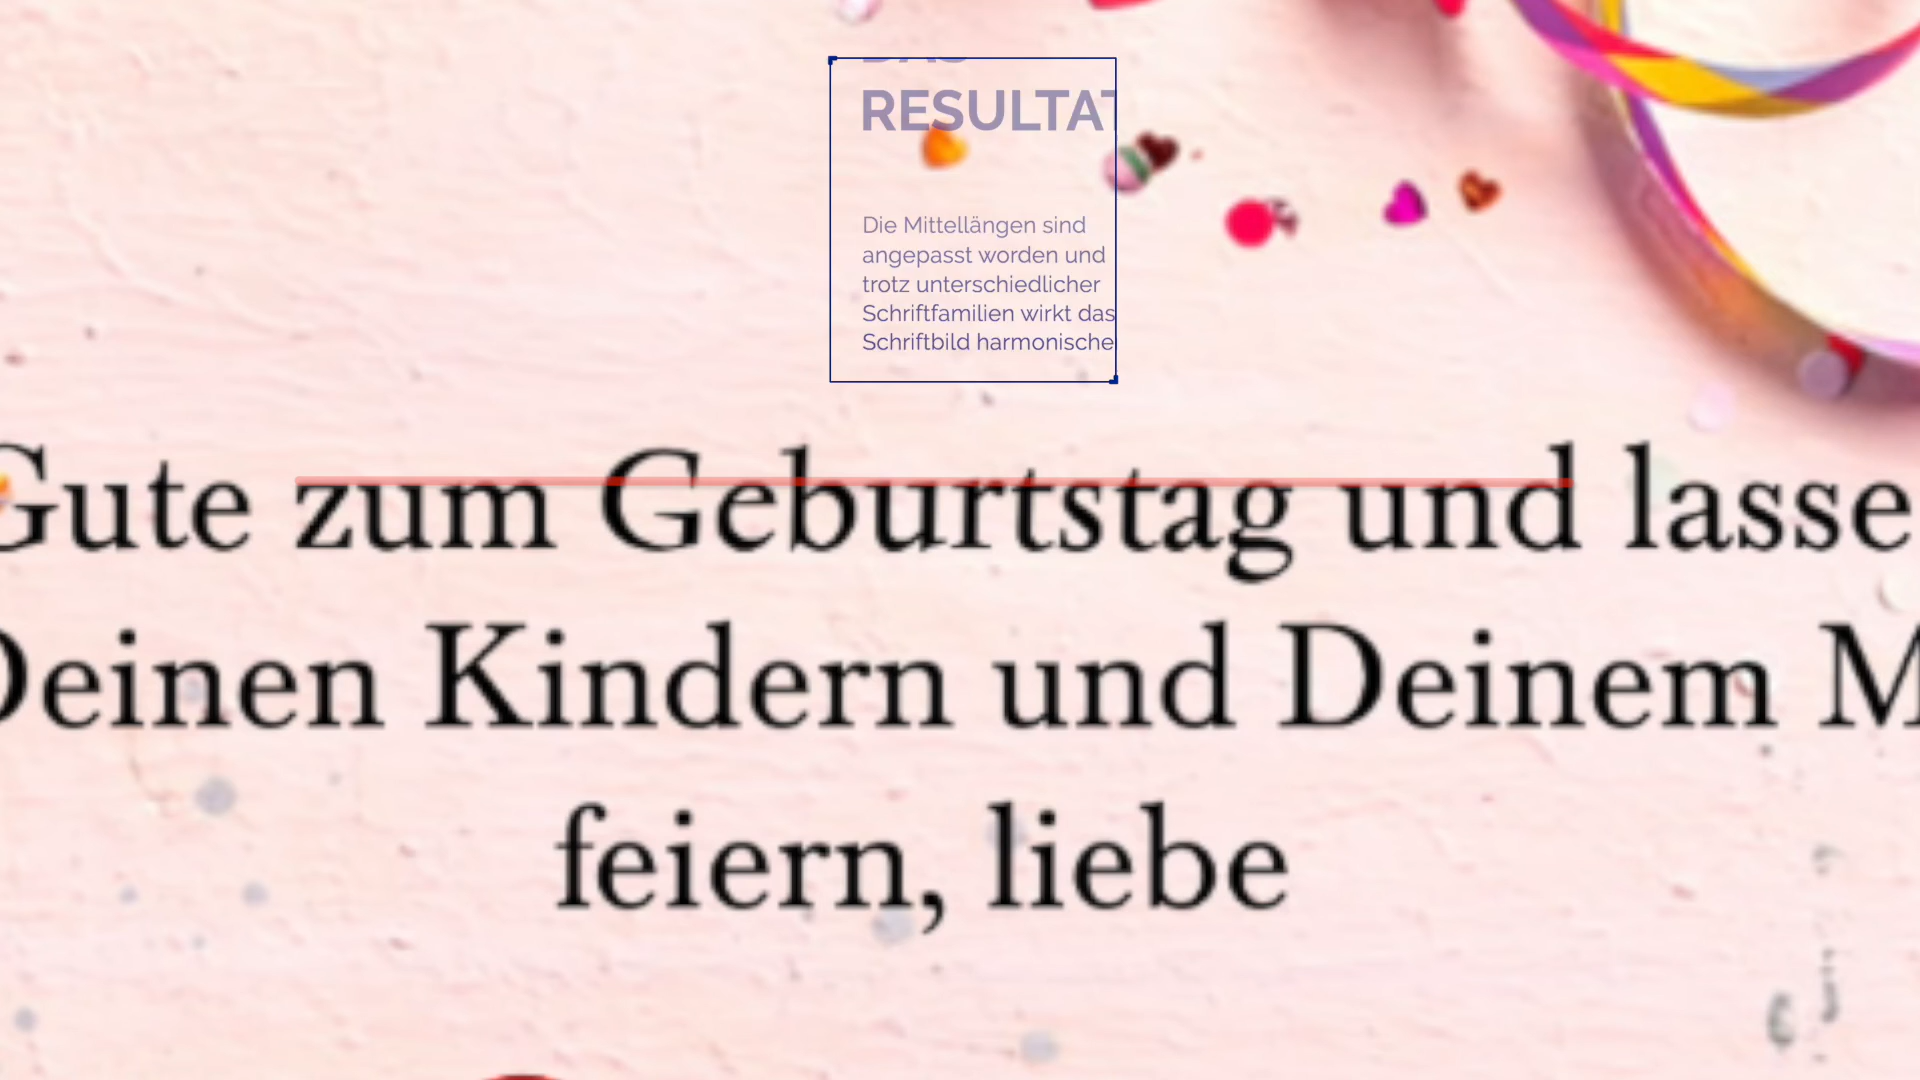 RESULTAT
Die Mittellängen sind
angepasst worden und
trotz unterschiedlicher
Schriftfamilien wirkt das
Schriftbild harmonische
Gute zum Geburtstag und lasse
Deinen Kindern und Deinem M
feiern, liebe